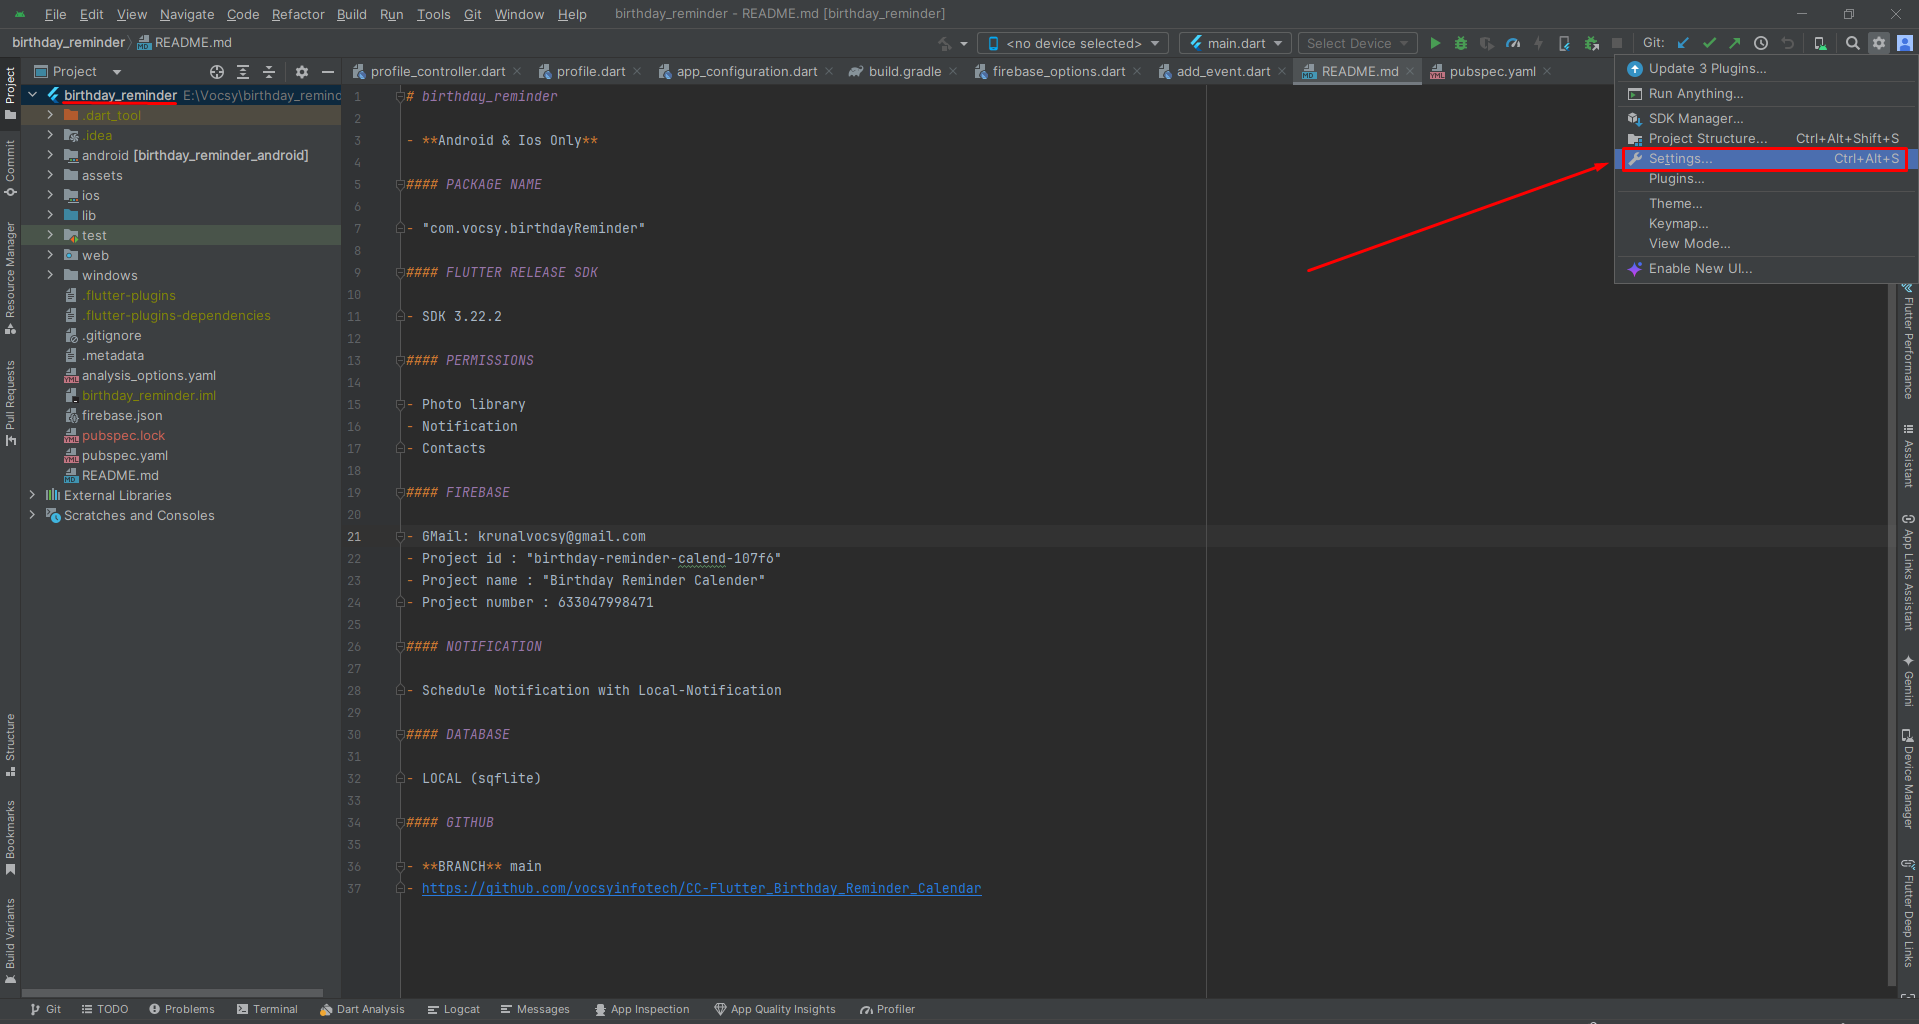 File Edit View Navigate Code Refactor Build Run Tools Git Window Help birthday_reminder - README.md [birthday_reminder]
birthday_reminder README.md <no device selected> main.dart Select Device Git:
Project profile_controller.dart profile.dart app_configuration.dart build.gradle firebase_options.dart add_event.dart README.md pubspec.yaml
Update 3 Plugins...
Run Anything...
SDK Manager...
Project Structure... Ctrl+Alt+Shift+S
Settings... Ctrl+Alt+S
Plugins...
Theme...
Keymap...
View Mode...
Enable New UI...
Project
Commit
Resource Manager
Pull Requests
Structure
Bookmarks
Build Variants
birthday_reminder E:\Vocsy\birthday_reminc
.dart_tool
.idea
android [birthday_reminder_android]
assets
ios
lib
test
web
windows
.flutter-plugins
.flutter-plugins-dependencies
.gitignore
.metadata
analysis_options.yaml
birthday_reminder.iml
firebase.json
pubspec.lock
pubspec.yaml
README.md
External Libraries
Scratches and Consoles
1 # birthday_reminder
2
3 - **Android & Ios Only**
4
5 #### PACKAGE NAME
6
7 - "com.vocsy.birthdayReminder"
8
9 #### FLUTTER RELEASE SDK
10
11 - SDK 3.22.2
12
13 #### PERMISSIONS
14
15 - Photo library
16 - Notification
17 - Contacts
18
19 #### FIREBASE
20
21 - GMail: krunalvocsy@gmail.com
22 - Project id : "birthday-reminder-calend-107f6"
23 - Project name : "Birthday Reminder Calender"
24 - Project number : 633047998471
25
26 #### NOTIFICATION
27
28 - Schedule Notification with Local-Notification
29
30 #### DATABASE
31
32 - LOCAL (sqflite)
33
34 #### GITHUB
35
36 - **BRANCH** main
37 - https://github.com/vocsyinfotech/CC-Flutter_Birthday_Reminder_Calendar
Flutter Performance
Assistant
App Links Assistant
Gemini
Device Manager
Flutter Deep Links
Git TODO Problems Terminal Dart Analysis Logcat Messages App Inspection App Quality Insights Profiler